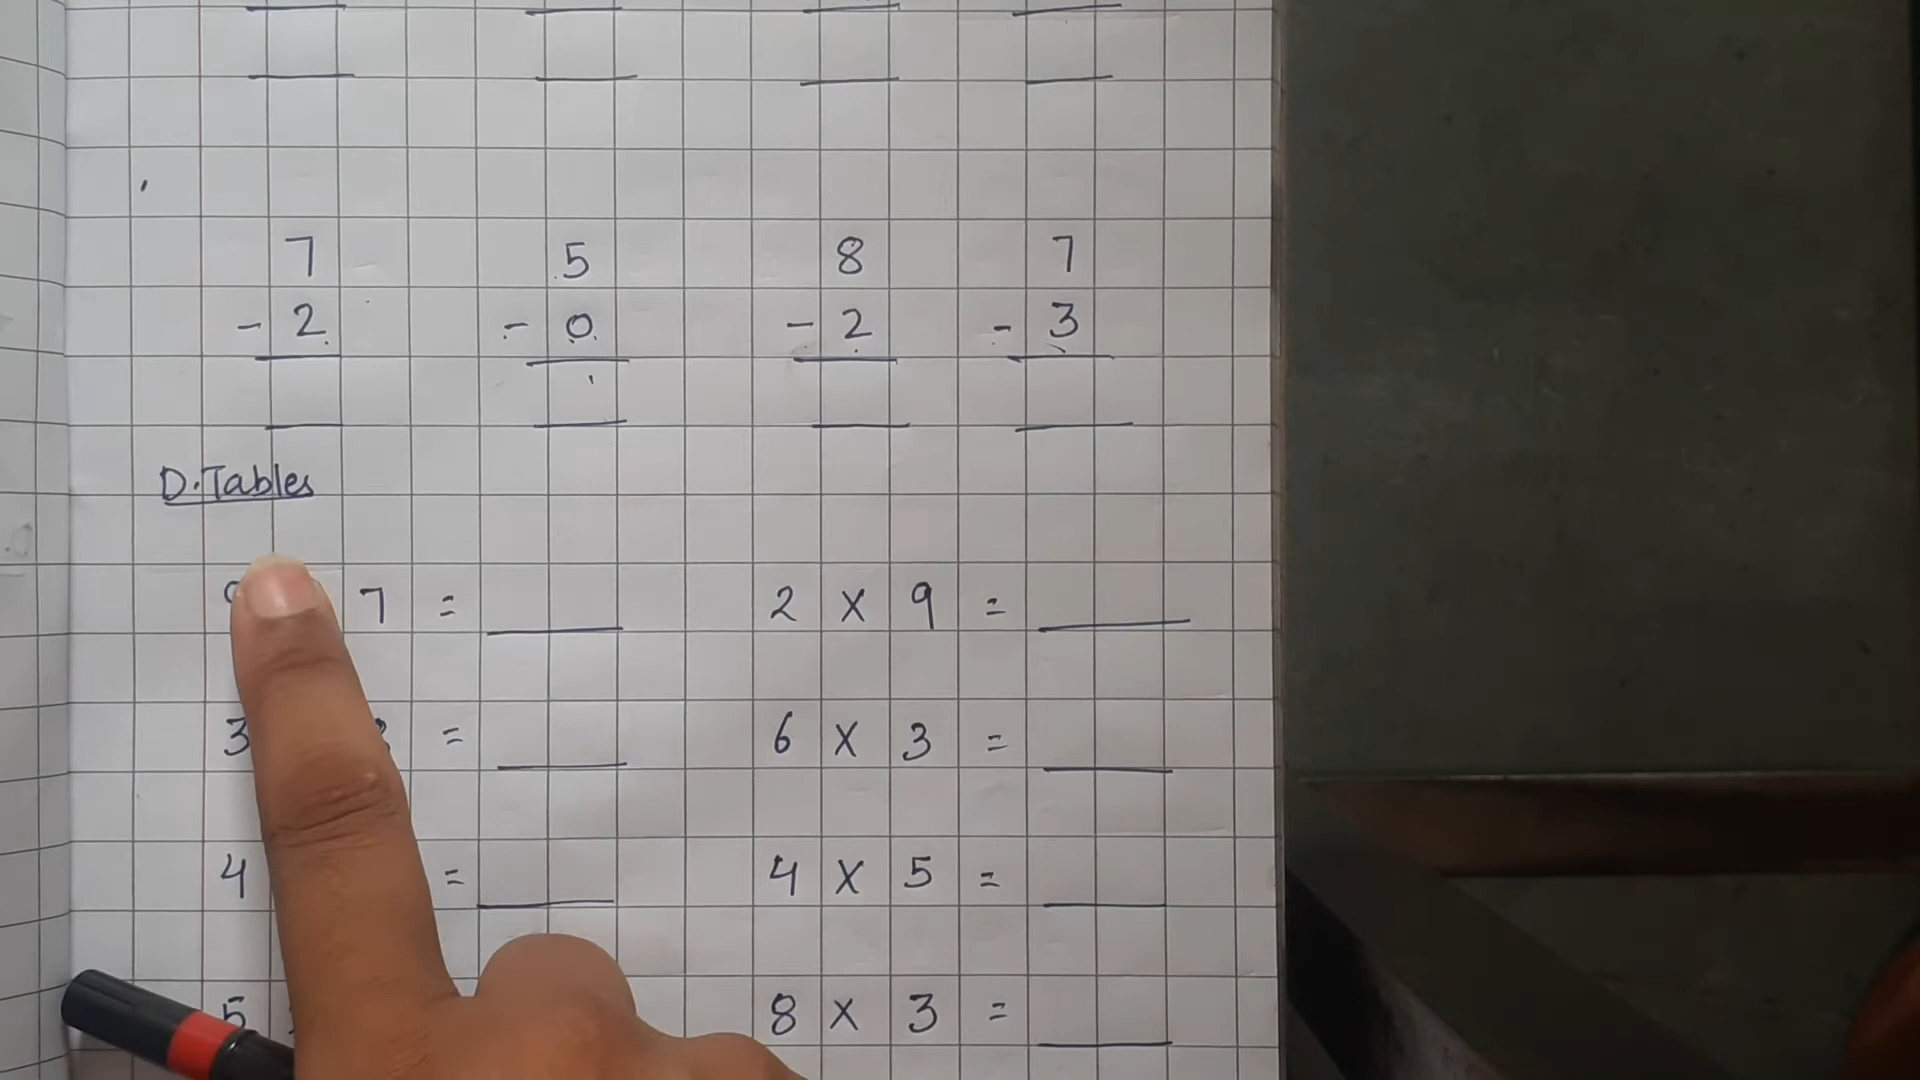 7 5 8 7
- 2 - 0 - 2 - 3
D. Tables
7 = 2 X 9 =
3 = 6 X 3 =
4 = 4 X 5 =
5 8 X 3 =